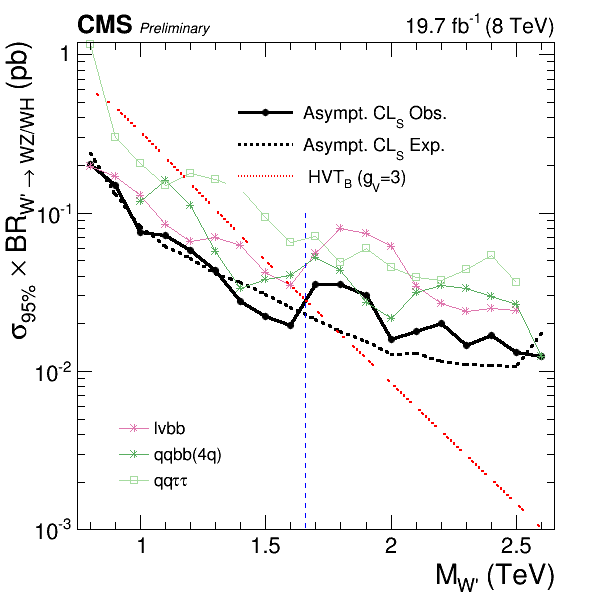 CMS Preliminary 19.7 fb⁻¹ (8 TeV)
σ95% × BRW' → WZ/WH (pb)
1
Asympt. CLS Obs.
Asympt. CLS Exp.
HVTB (gV=3)
10⁻¹
10⁻²
lvbb
qqbb(4q)
qqττ
10⁻³
1 1.5 2 2.5
MW' (TeV)